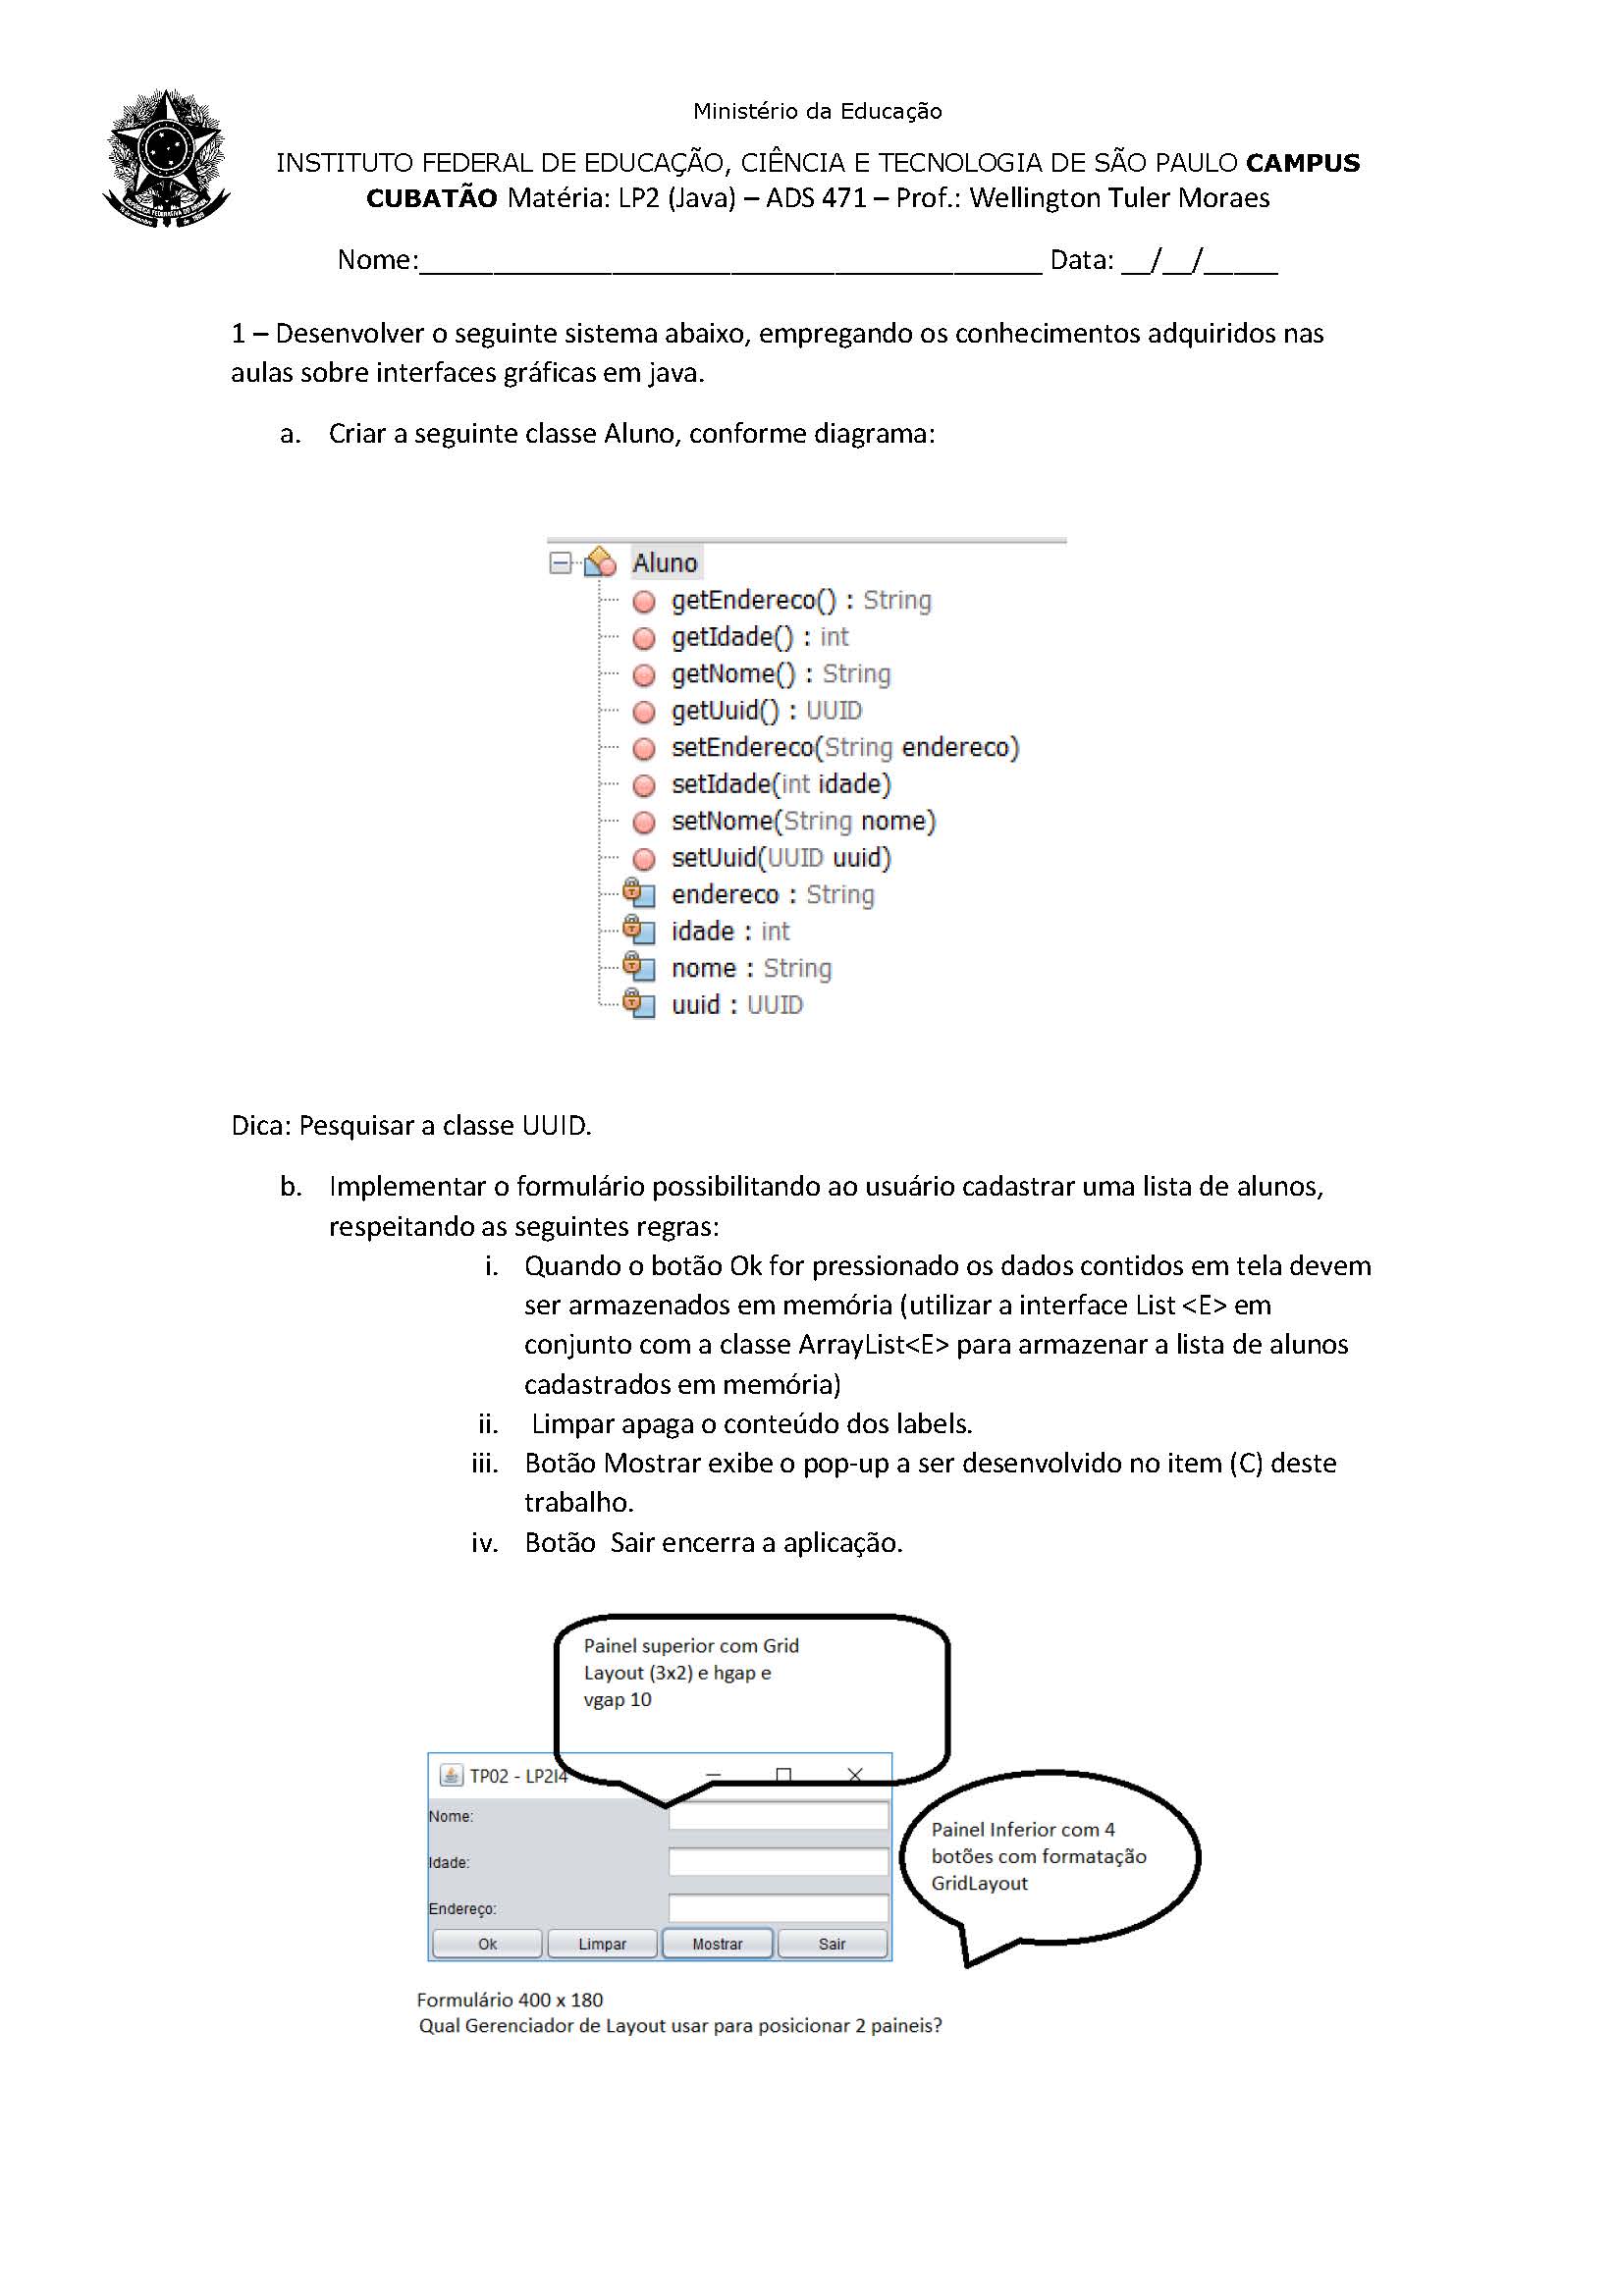 Ministério da Educação
INSTITUTO FEDERAL DE EDUCAÇÃO, CIÊNCIA E TECNOLOGIA DE SÃO PAULO CAMPUS
CUBATÃO Matéria: LP2 (Java) – ADS 471 – Prof.: Wellington Tuler Moraes
Nome:__________________________________________ Data: __/__/_____
1 – Desenvolver o seguinte sistema abaixo, empregando os conhecimentos adquiridos nas
aulas sobre interfaces gráficas em java.
a. Criar a seguinte classe Aluno, conforme diagrama:
Aluno
getEndereco() : String
getIdade() : int
getNome() : String
getUuid() : UUID
setEndereco(String endereco)
setIdade(int idade)
setNome(String nome)
setUuid(UUID uuid)
endereco : String
idade : int
nome : String
uuid : UUID
Dica: Pesquisar a classe UUID.
b. Implementar o formulário possibilitando ao usuário cadastrar uma lista de alunos,
respeitando as seguintes regras:
i. Quando o botão Ok for pressionado os dados contidos em tela devem
ser armazenados em memória (utilizar a interface List <E> em
conjunto com a classe ArrayList<E> para armazenar a lista de alunos
cadastrados em memória)
ii. Limpar apaga o conteúdo dos labels.
iii. Botão Mostrar exibe o pop-up a ser desenvolvido no item (C) deste
trabalho.
iv. Botão Sair encerra a aplicação.
Painel superior com Grid
Layout (3x2) e hgap e
vgap 10
TP02 - LP2I4
Nome:
Idade:
Endereço:
Ok Limpar Mostrar Sair
Painel Inferior com 4
botões com formatação
GridLayout
Formulário 400 x 180
Qual Gerenciador de Layout usar para posicionar 2 paineis?